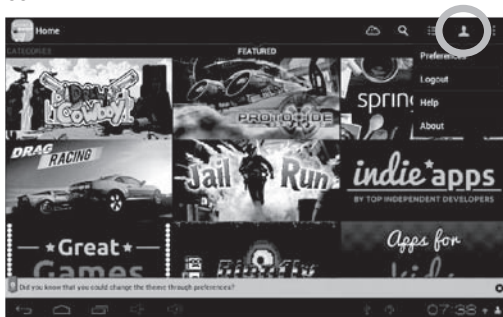 Home
CATEGORIES
FEATURED
Preferences
Logout
Help
About
COWBOY
PROTOCIDE
sprin
DRAG
RACING
Jail Run
indie apps
BY TOP INDEPENDENT DEVELOPERS
Great
Games
Apps for
kids
Did you know that you could change the theme through preferences?
07:38